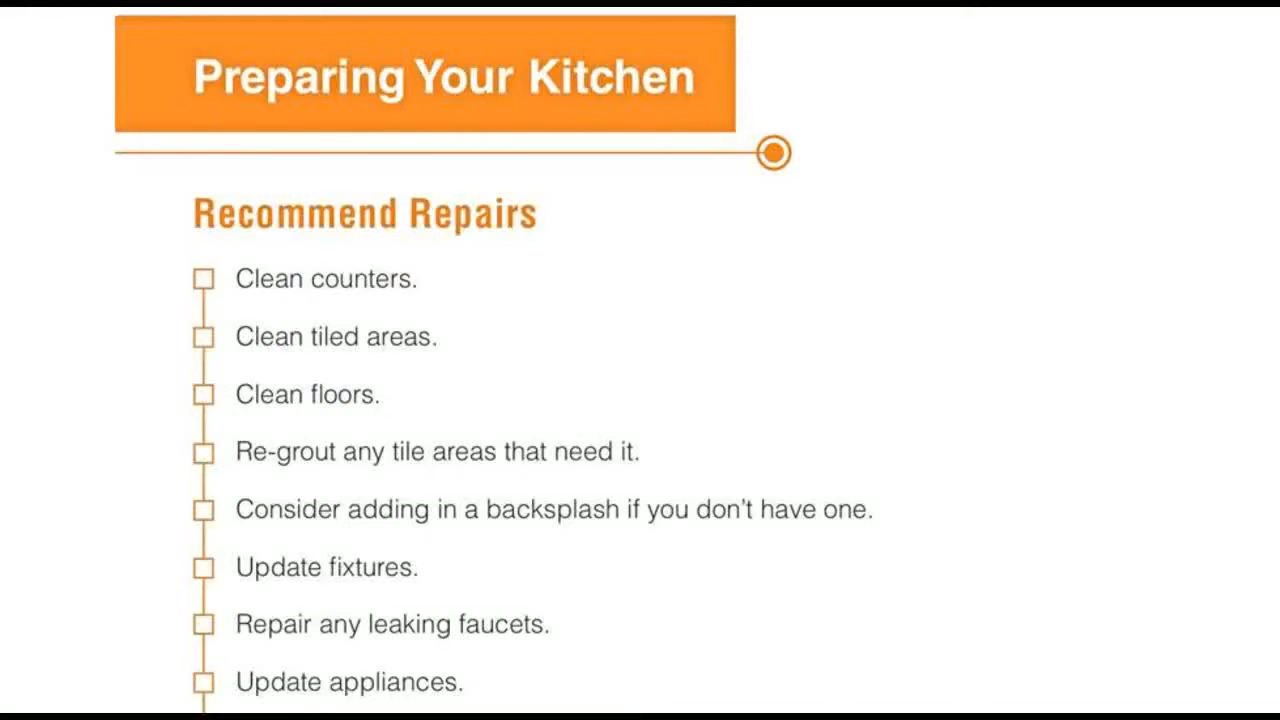 Preparing Your Kitchen
Recommend Repairs
Clean counters.
Clean tiled areas.
Clean floors.
Re-grout any tile areas that need it.
Consider adding in a backsplash if you don’t have one.
Update fixtures.
Repair any leaking faucets.
Update appliances.